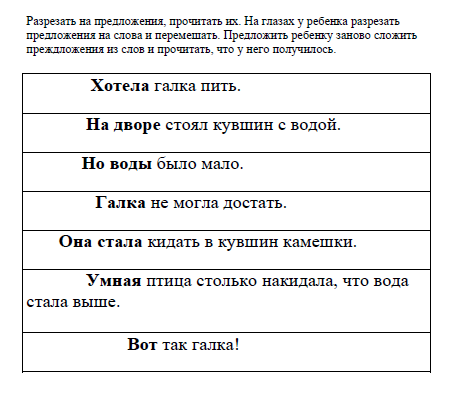 Разрезать на предложения, прочитать их. На глазах у ребенка разрезать
предложения на слова и перемешать. Предложить ребенку заново сложить
преждложения из слов и прочитать, что у него получилось.
Хотела галка пить.
На дворе стоял кувшин с водой.
Но воды было мало.
Галка не могла достать.
Она стала кидать в кувшин камешки.
Умная птица столько накидала, что вода
стала выше.
Вот так галка!